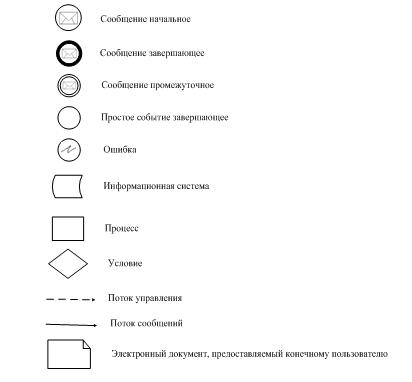 Сообщение начальное
Сообщение завершающее
Сообщение промежуточное
Простое событие завершающее
Ошибка
Информационная система
Процесс
Условие
Поток управления
Поток сообщений
Электронный документ, предоставляемый конечному пользователю